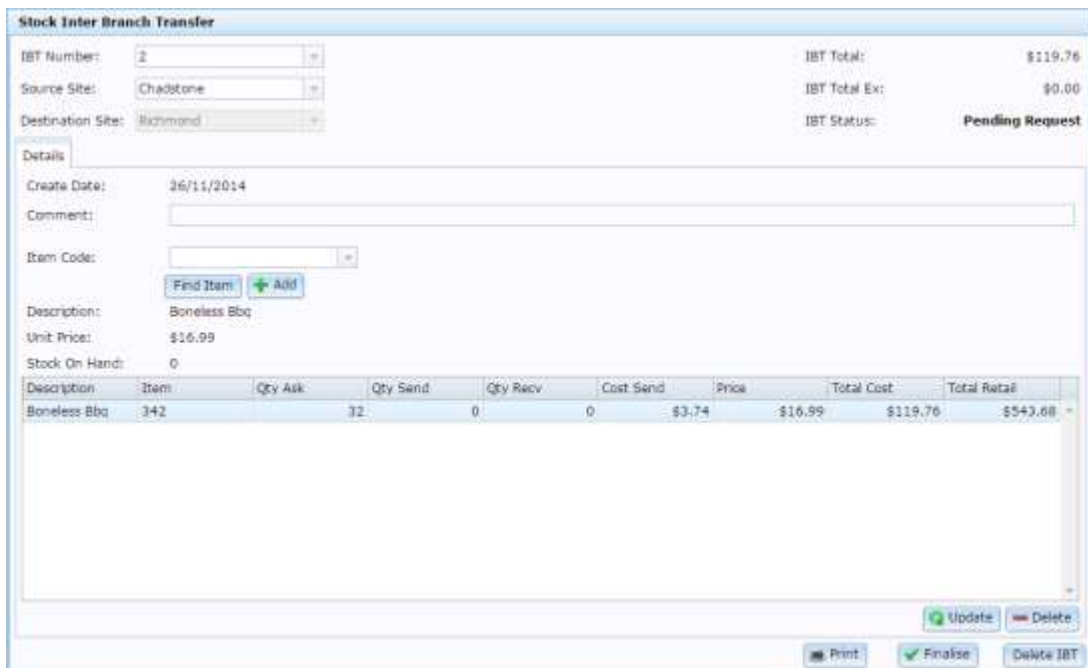 Stock Inter Branch Transfer
IBT Number: 2 IBT Total: $119.76
Source Site: Chadstone IBT Total Ex: $0.00
Destination Site: Richmond IBT Status: Pending Request
Details
Create Date: 26/11/2014
Comment:
Item Code:
Find Item Add
Description: Boneless Bbq
Unit Price: $16.99
Stock On Hand: 0
Description Item Qty Ask Qty Send Qty Recv Cost Send Price Total Cost Total Retail
Boneless Bbq 342 32 0 0 $3.74 $16.99 $119.76 $543.68
Update Delete
Print Finalise Delete IBT